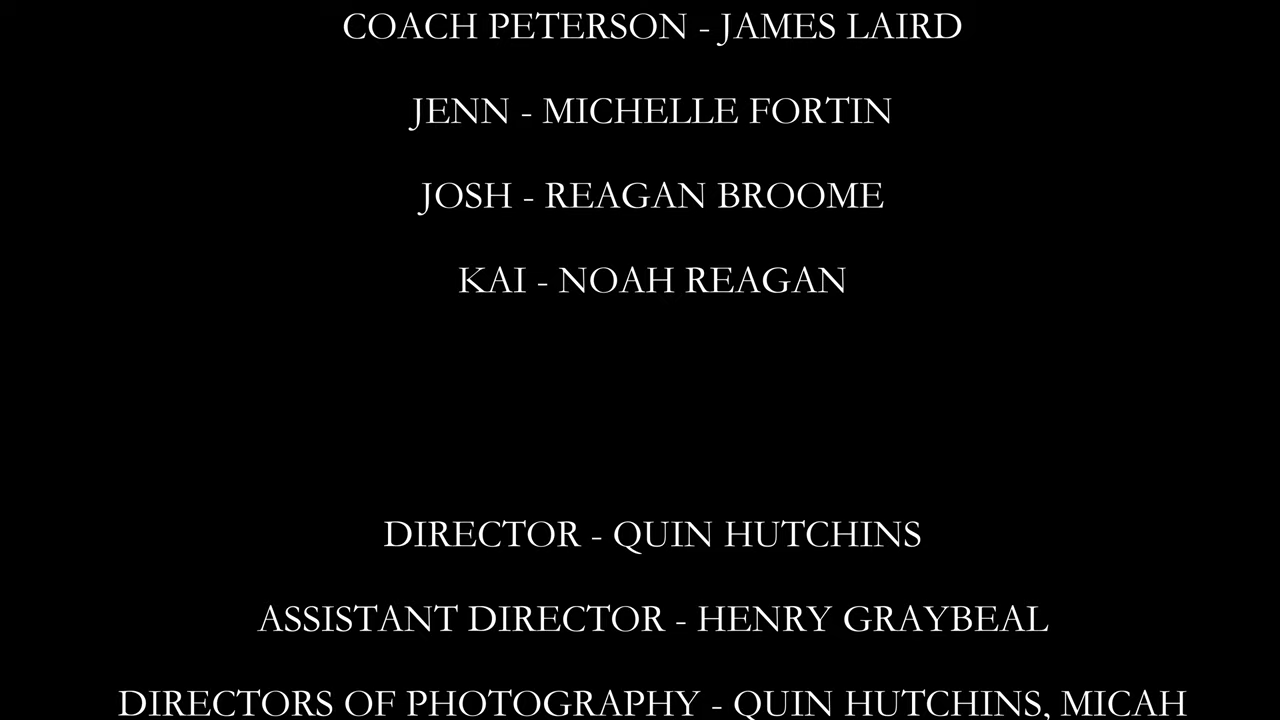 COACH PETERSON - JAMES LAIRD
JENN - MICHELLE FORTIN
JOSH - REAGAN BROOME
KAI - NOAH REAGAN
DIRECTOR - QUIN HUTCHINS
ASSISTANT DIRECTOR - HENRY GRAYBEAL
DIRECTORS OF PHOTOGRAPHY - QUIN HUTCHINS, MICAH